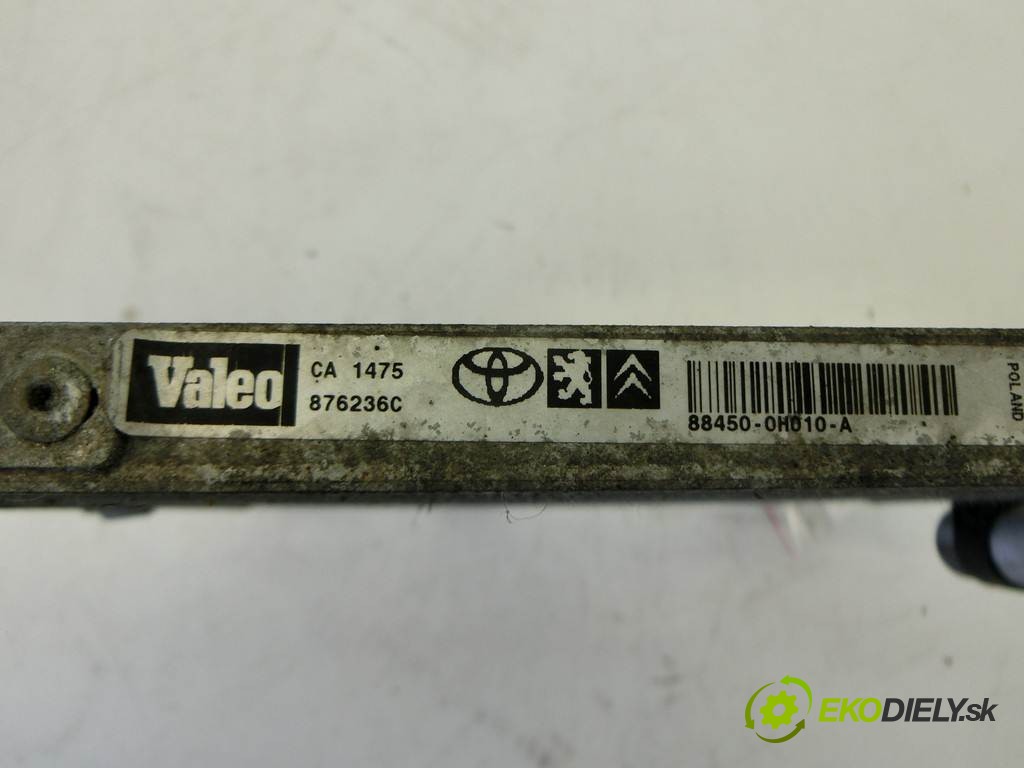 Valeo
CA 1475
876236C
88450-0H010-A
POLAND
EKODIELY.sk